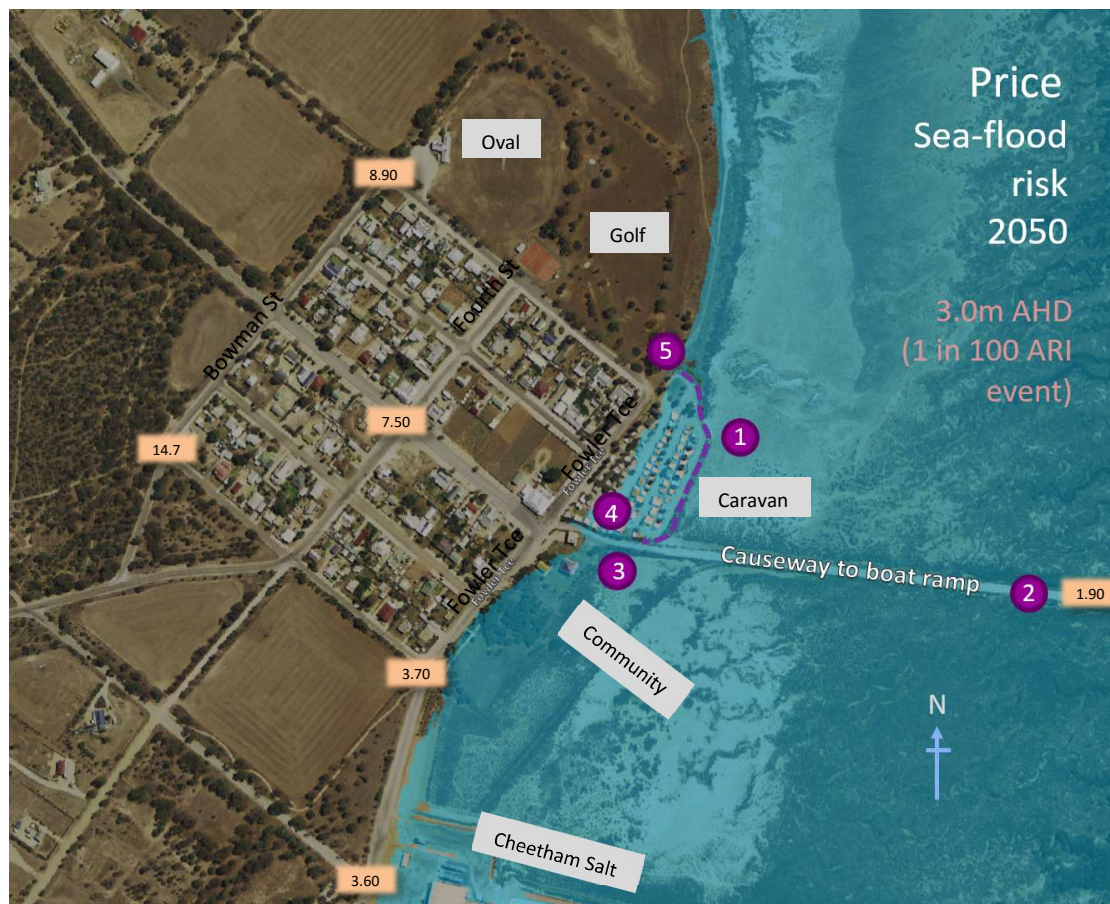 Price
Sea-flood
risk
2050
3.0m AHD
(1 in 100 ARI
event)
Oval
8.90
Golf
Fourth St
Bowman St
5
7.50
Fowler Tce
Fowler Tce
1
14.7
Caravan
4
Causeway to boat ramp
3
2
1.90
Fowler Tce
Fowler Tce
Community
3.70
N
Cheetham Salt
3.60